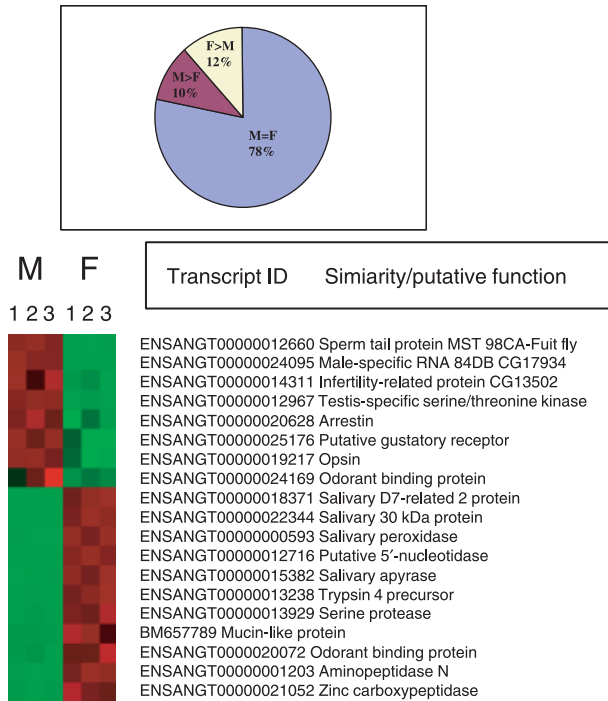 F>M
12%
M>F
10%
M=F
78%
M F
Transcript ID Simiarity/putative function
1 2 3 1 2 3
ENSANGT00000012660 Sperm tail protein MST 98CA-Fuit fly
ENSANGT00000024095 Male-specific RNA 84DB CG17934
ENSANGT00000014311 Infertility-related protein CG13502
ENSANGT00000012967 Testis-specific serine/threonine kinase
ENSANGT00000020628 Arrestin
ENSANGT00000025176 Putative gustatory receptor
ENSANGT00000019217 Opsin
ENSANGT00000024169 Odorant binding protein
ENSANGT00000018371 Salivary D7-related 2 protein
ENSANGT00000022344 Salivary 30 kDa protein
ENSANGT00000000593 Salivary peroxidase
ENSANGT00000012716 Putative 5′-nucleotidase
ENSANGT00000015382 Salivary apyrase
ENSANGT00000013238 Trypsin 4 precursor
ENSANGT00000013929 Serine protease
BM657789 Mucin-like protein
ENSANGT0000020072 Odorant binding protein
ENSANGT00000001203 Aminopeptidase N
ENSANGT00000021052 Zinc carboxypeptidase